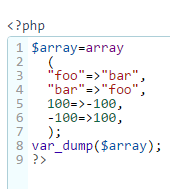 <?php
1 $array=array
2 (
3 "foo"=>"bar",
4 "bar"=>"foo",
5 100=>-100,
6 -100=>100,
7 );
8 var_dump($array);
9 ?>